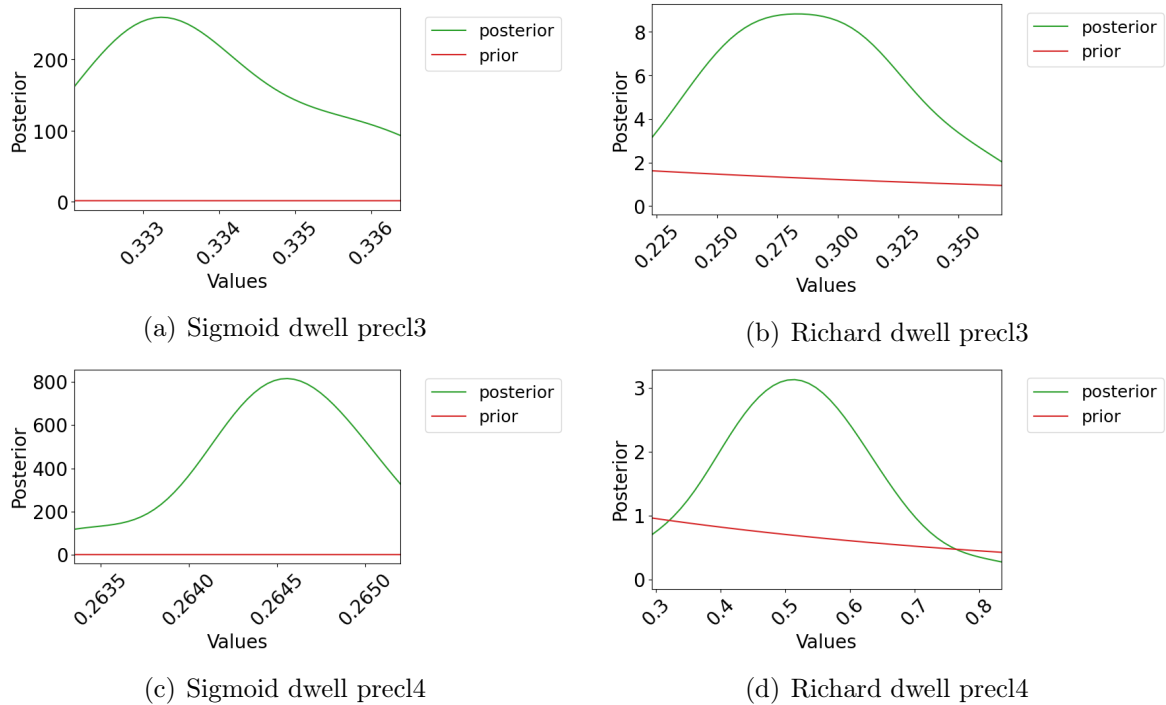 posterior
prior
200
100
0
Posterior
0.333
0.334
0.335
0.336
Values
(a) Sigmoid dwell precl3
posterior
prior
8
6
4
2
0
Posterior
0.225
0.250
0.275
0.300
0.325
0.350
Values
(b) Richard dwell precl3
posterior
prior
800
600
400
200
0
Posterior
0.2635
0.2640
0.2645
0.2650
Values
(c) Sigmoid dwell precl4
posterior
prior
3
2
1
0
Posterior
0.3
0.4
0.5
0.6
0.7
0.8
Values
(d) Richard dwell precl4